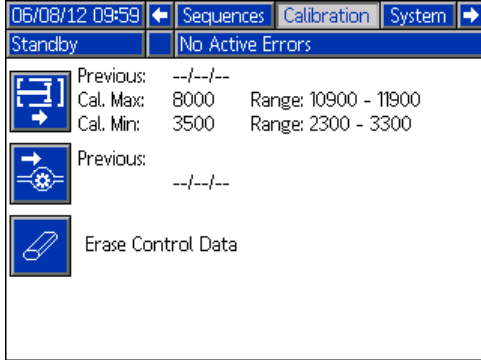 06/08/12 09:59 Sequences Calibration System
Standby No Active Errors
Previous: --/--/--
Cal. Max: 8000 Range: 10900 - 11900
Cal. Min: 3500 Range: 2300 - 3300
Previous:
--/--/--
Erase Control Data